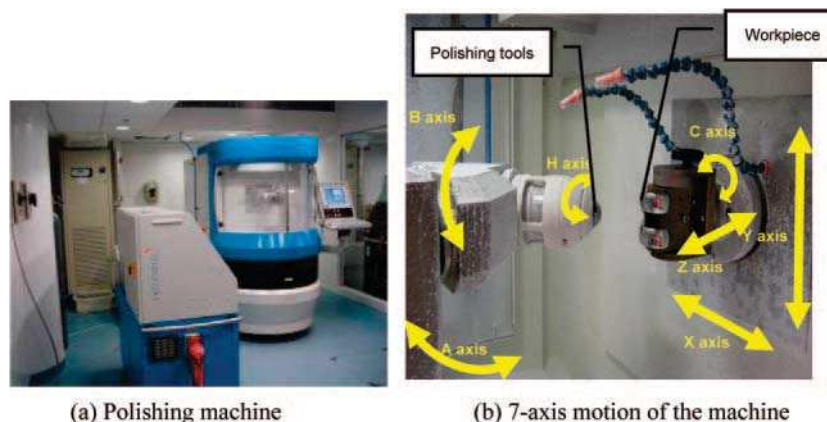 Polishing tools
Workpiece
B axis
H axis
C axis
Y axis
Z axis
X axis
A axis
(a) Polishing machine
(b) 7-axis motion of the machine